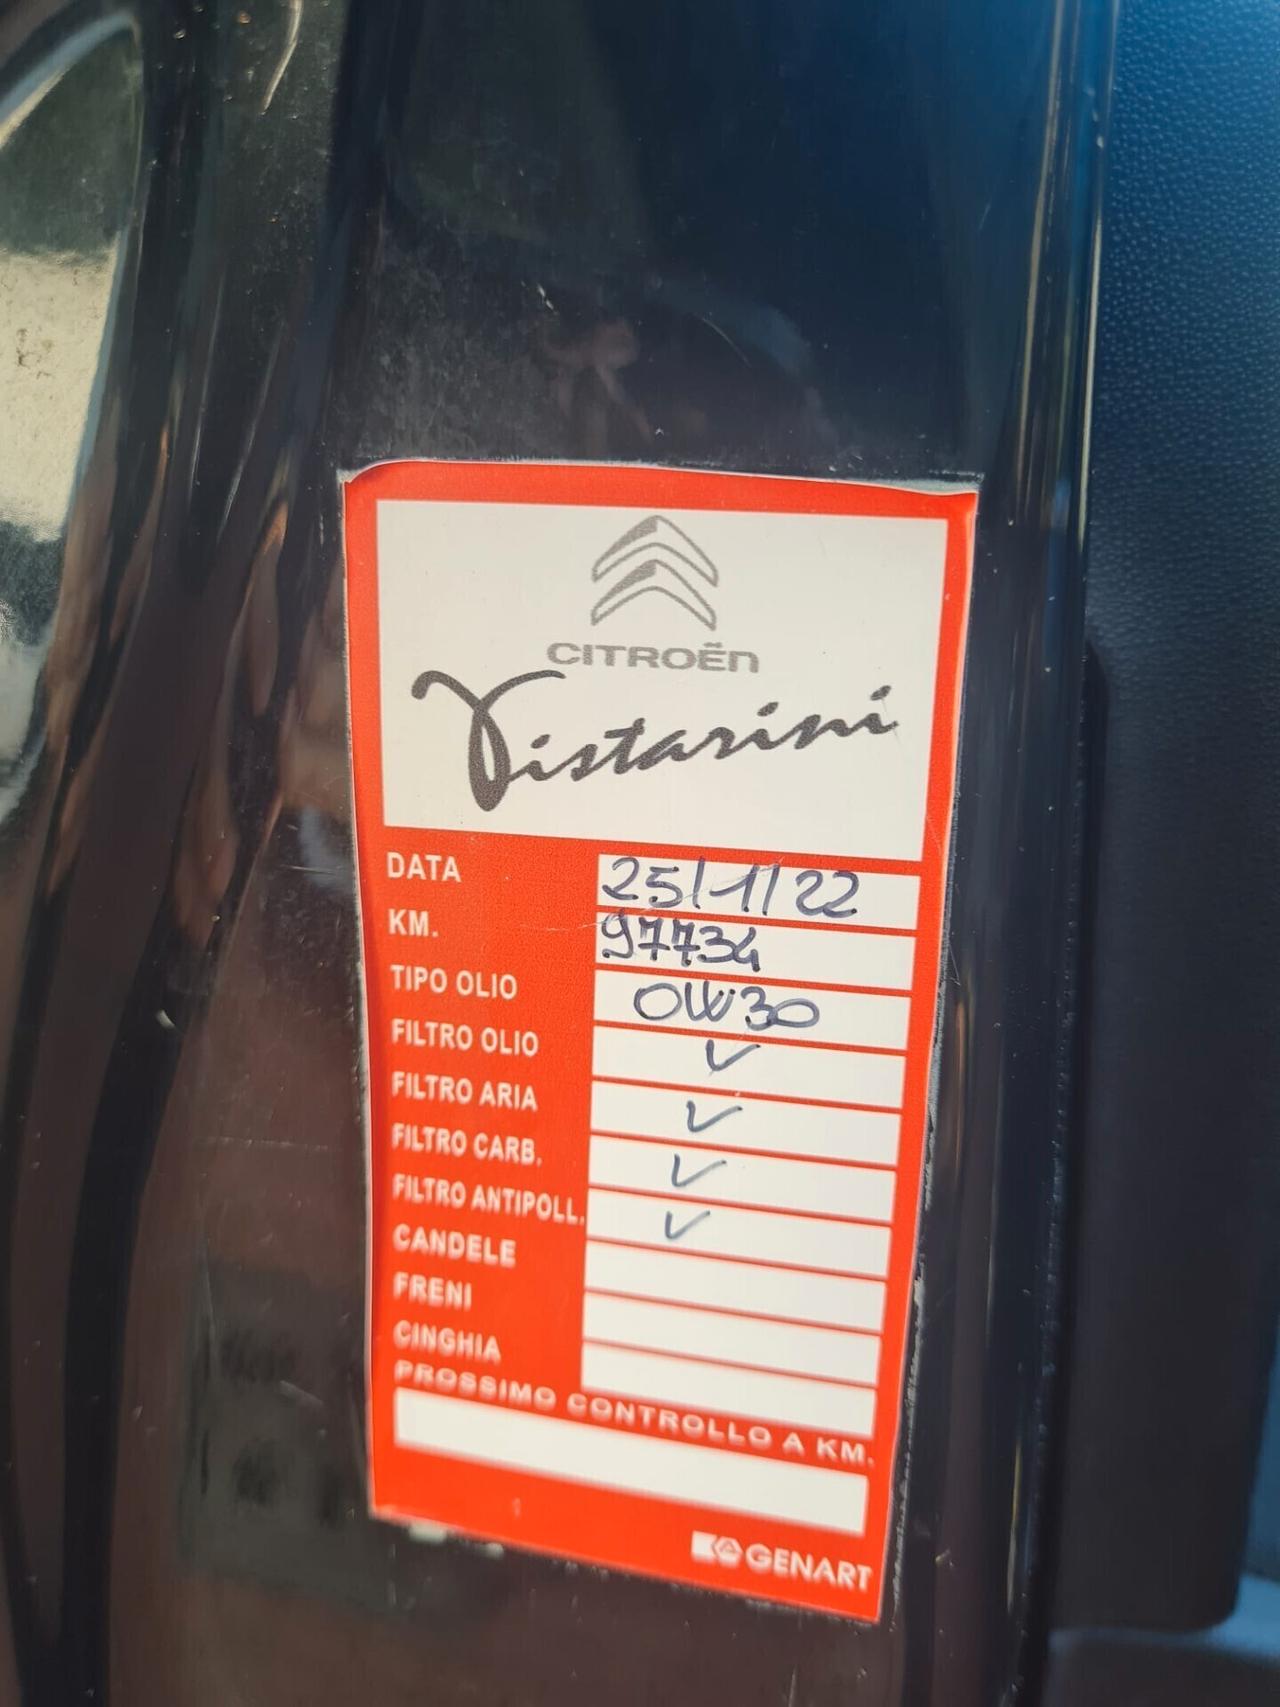 CITROËN
Vistarini
DATA 25/1/22
KM. 97734
TIPO OLIO 0W30
FILTRO OLIO ✓
FILTRO ARIA ✓
FILTRO CARB. ✓
FILTRO ANTIPOLL. ✓
CANDELE
FRENI
CINGHIA
PROSSIMO CONTROLLO A KM.
GENART